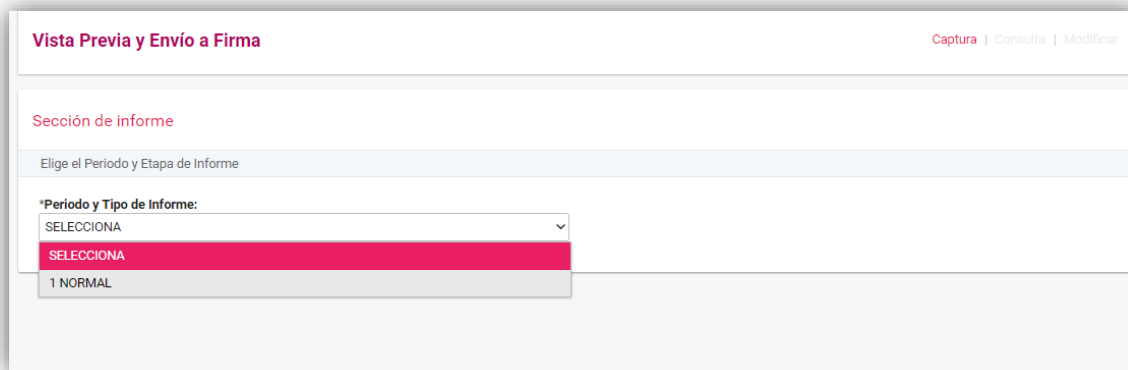 Vista Previa y Envío a Firma
Captura | Consulta | Modificar
Sección de informe
Elige el Periodo y Etapa de Informe
*Periodo y Tipo de Informe:
SELECCIONA
SELECCIONA
1 NORMAL